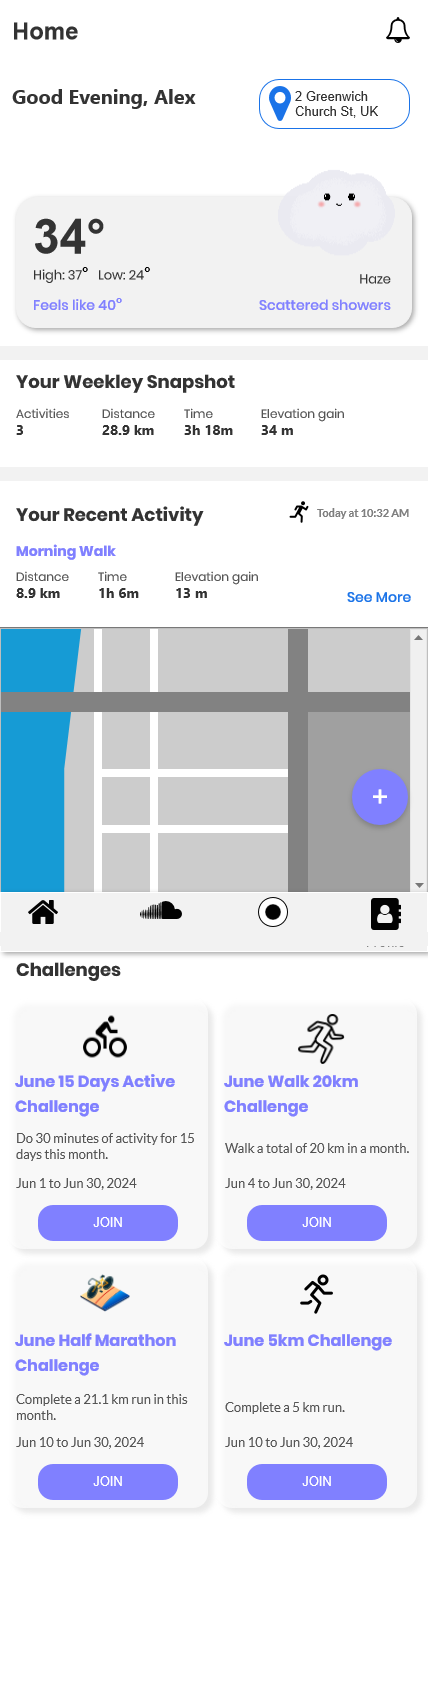 Home
Good Evening, Alex
2 Greenwich
Church St, UK
34°
High: 37° Low: 24°
Haze
Feels like 40°
Scattered showers
Your Weekley Snapshot
Activities Distance Time Elevation gain
3 28.9 km 3h 18m 34 m
Your Recent Activity
Today at 10:32 AM
Morning Walk
Distance Time Elevation gain
8.9 km 1h 6m 13 m
See More
+
Challenges
June 15 Days Active
Challenge
Do 30 minutes of activity for 15
days this month.
Jun 1 to Jun 30, 2024
JOIN
June Walk 20km
Challenge
Walk a total of 20 km in a month.
Jun 4 to Jun 30, 2024
JOIN
June Half Marathon
Challenge
Complete a 21.1 km run in this
month.
Jun 10 to Jun 30, 2024
JOIN
June 5km Challenge
Complete a 5 km run.
Jun 10 to Jun 30, 2024
JOIN